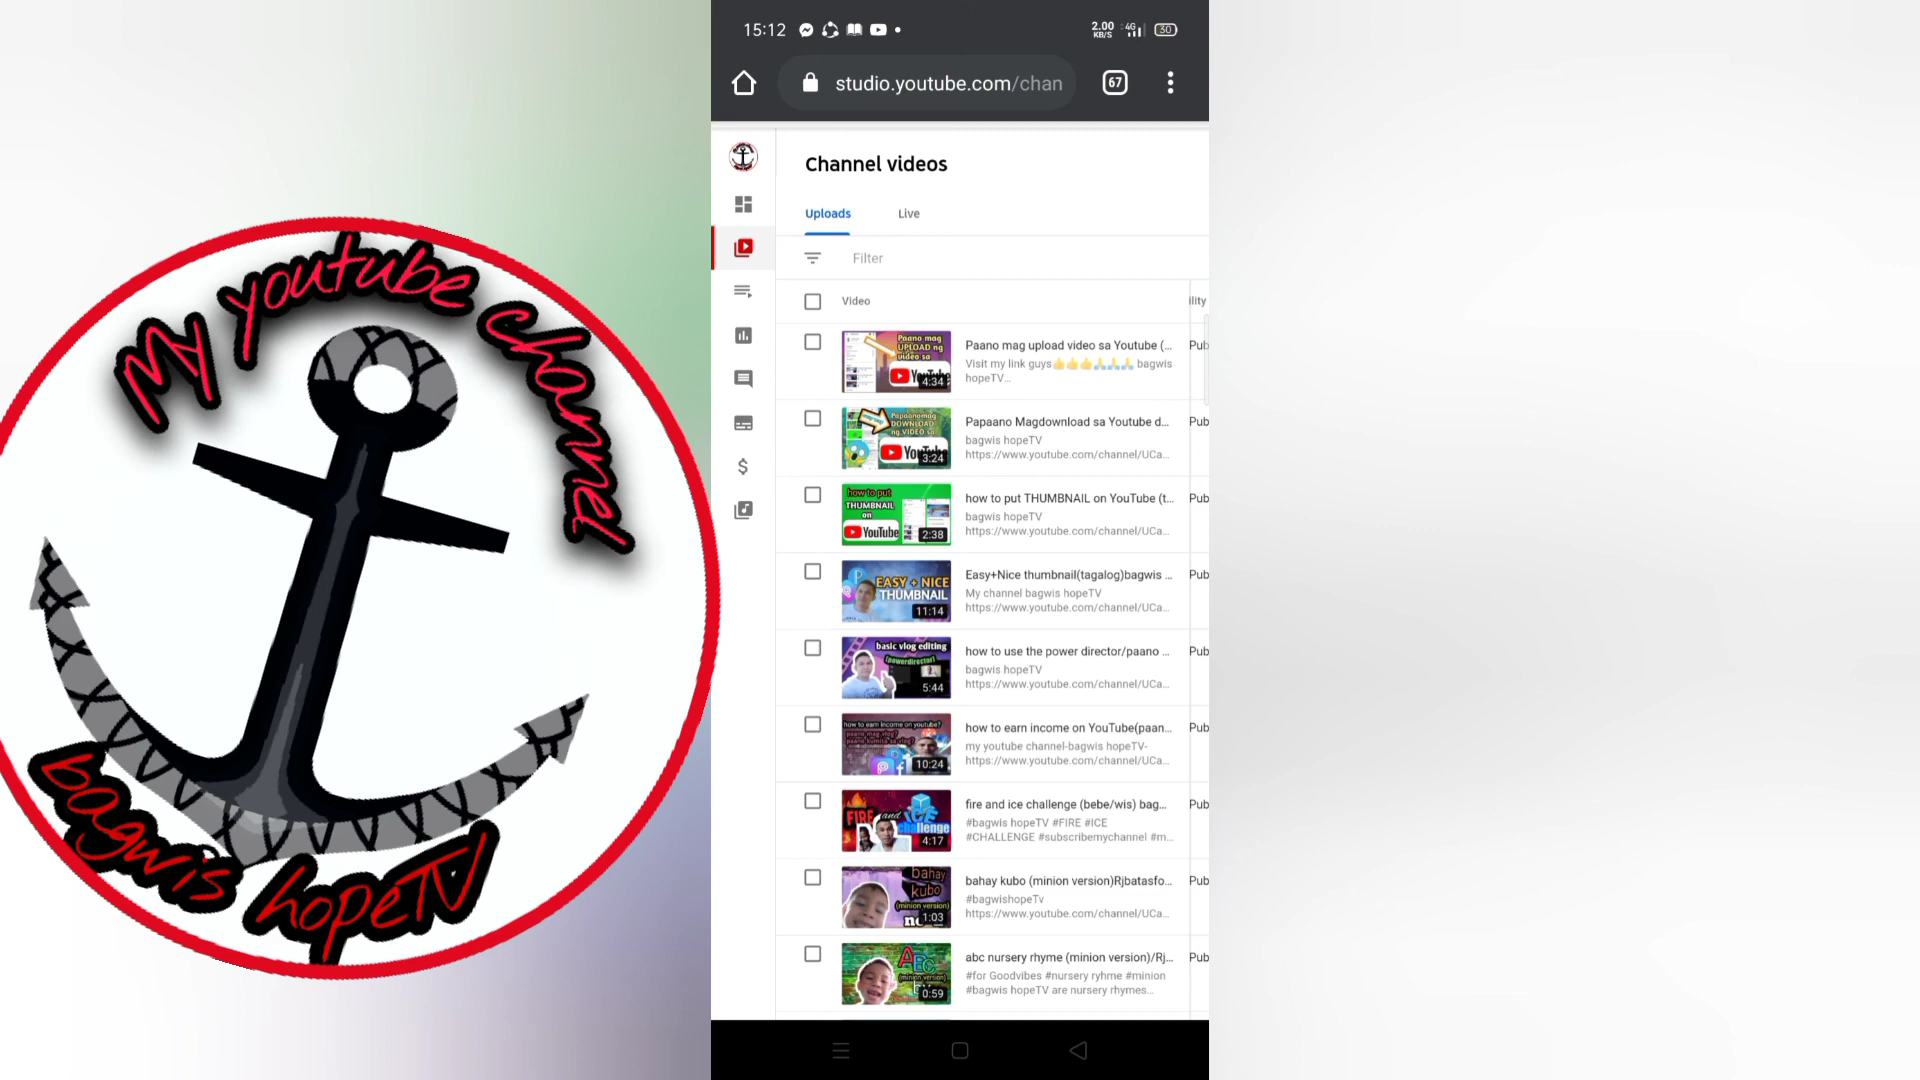 My youtube channel
bagwis hopeTV
15:12
2.00
KB/S
4G
30
studio.youtube.com/chan
67
Channel videos
Uploads
Live
Filter
Video
ility
Paano mag
UPLOAD ng
video sa
YouTube
4:34
Paano mag upload video sa Youtube (...
Visit my link guys👍👍👍🙏🙏🙏 bagwis
hopeTV...
Pub
Papaanomag
DOWNLOAD
ng VIDEO sa
YouTube
3:24
Papaano Magdownload sa Youtube d...
bagwis hopeTV
https://www.youtube.com/channel/UCa...
Pub
how to put
THUMBNAIL
on
YouTube
2:38
how to put THUMBNAIL on YouTube (t...
bagwis hopeTV
https://www.youtube.com/channel/UCa...
Pub
EASY + NICE
THUMBNAIL
11:14
Easy+Nice thumbnail(tagalog)bagwis ...
My channel bagwis hopeTV
https://www.youtube.com/channel/UCa...
Pub
basic vlog editing
(powerdirector)
5:44
how to use the power director/paano ...
bagwis hopeTV
https://www.youtube.com/channel/UCa...
Pub
how to earn income on youtube?
paano mag vlog?
paano kumita sa vlog?
10:24
how to earn income on YouTube(paan...
my youtube channel-bagwis hopeTV-
https://www.youtube.com/channel/UCa...
Pub
FIRE and ICE
challenge
4:17
fire and ice challenge (bebe/wis) bag...
#bagwis hopeTV #FIRE #ICE
#CHALLENGE #subscribemychannel #m...
Pub
bahay
kubo
(minion version)
1:03
bahay kubo (minion version)Rjbatasfo...
#bagwishopeTv
https://www.youtube.com/channel/UCa...
Pub
ABC
(minion version)
0:59
abc nursery rhyme (minion version)/Rj...
#for Goodvibes #nursery ryhme #minion
#bagwis hopeTV are nursery rhymes...
Pub